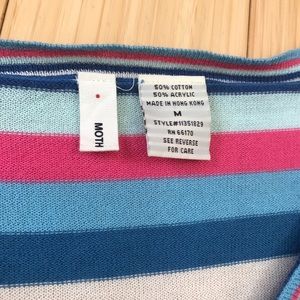 MOTH
50% COTTON
50% ACRYLIC
MADE IN HONG KONG
M
STYLE#11351829
RN 66170
SEE REVERSE
FOR CARE